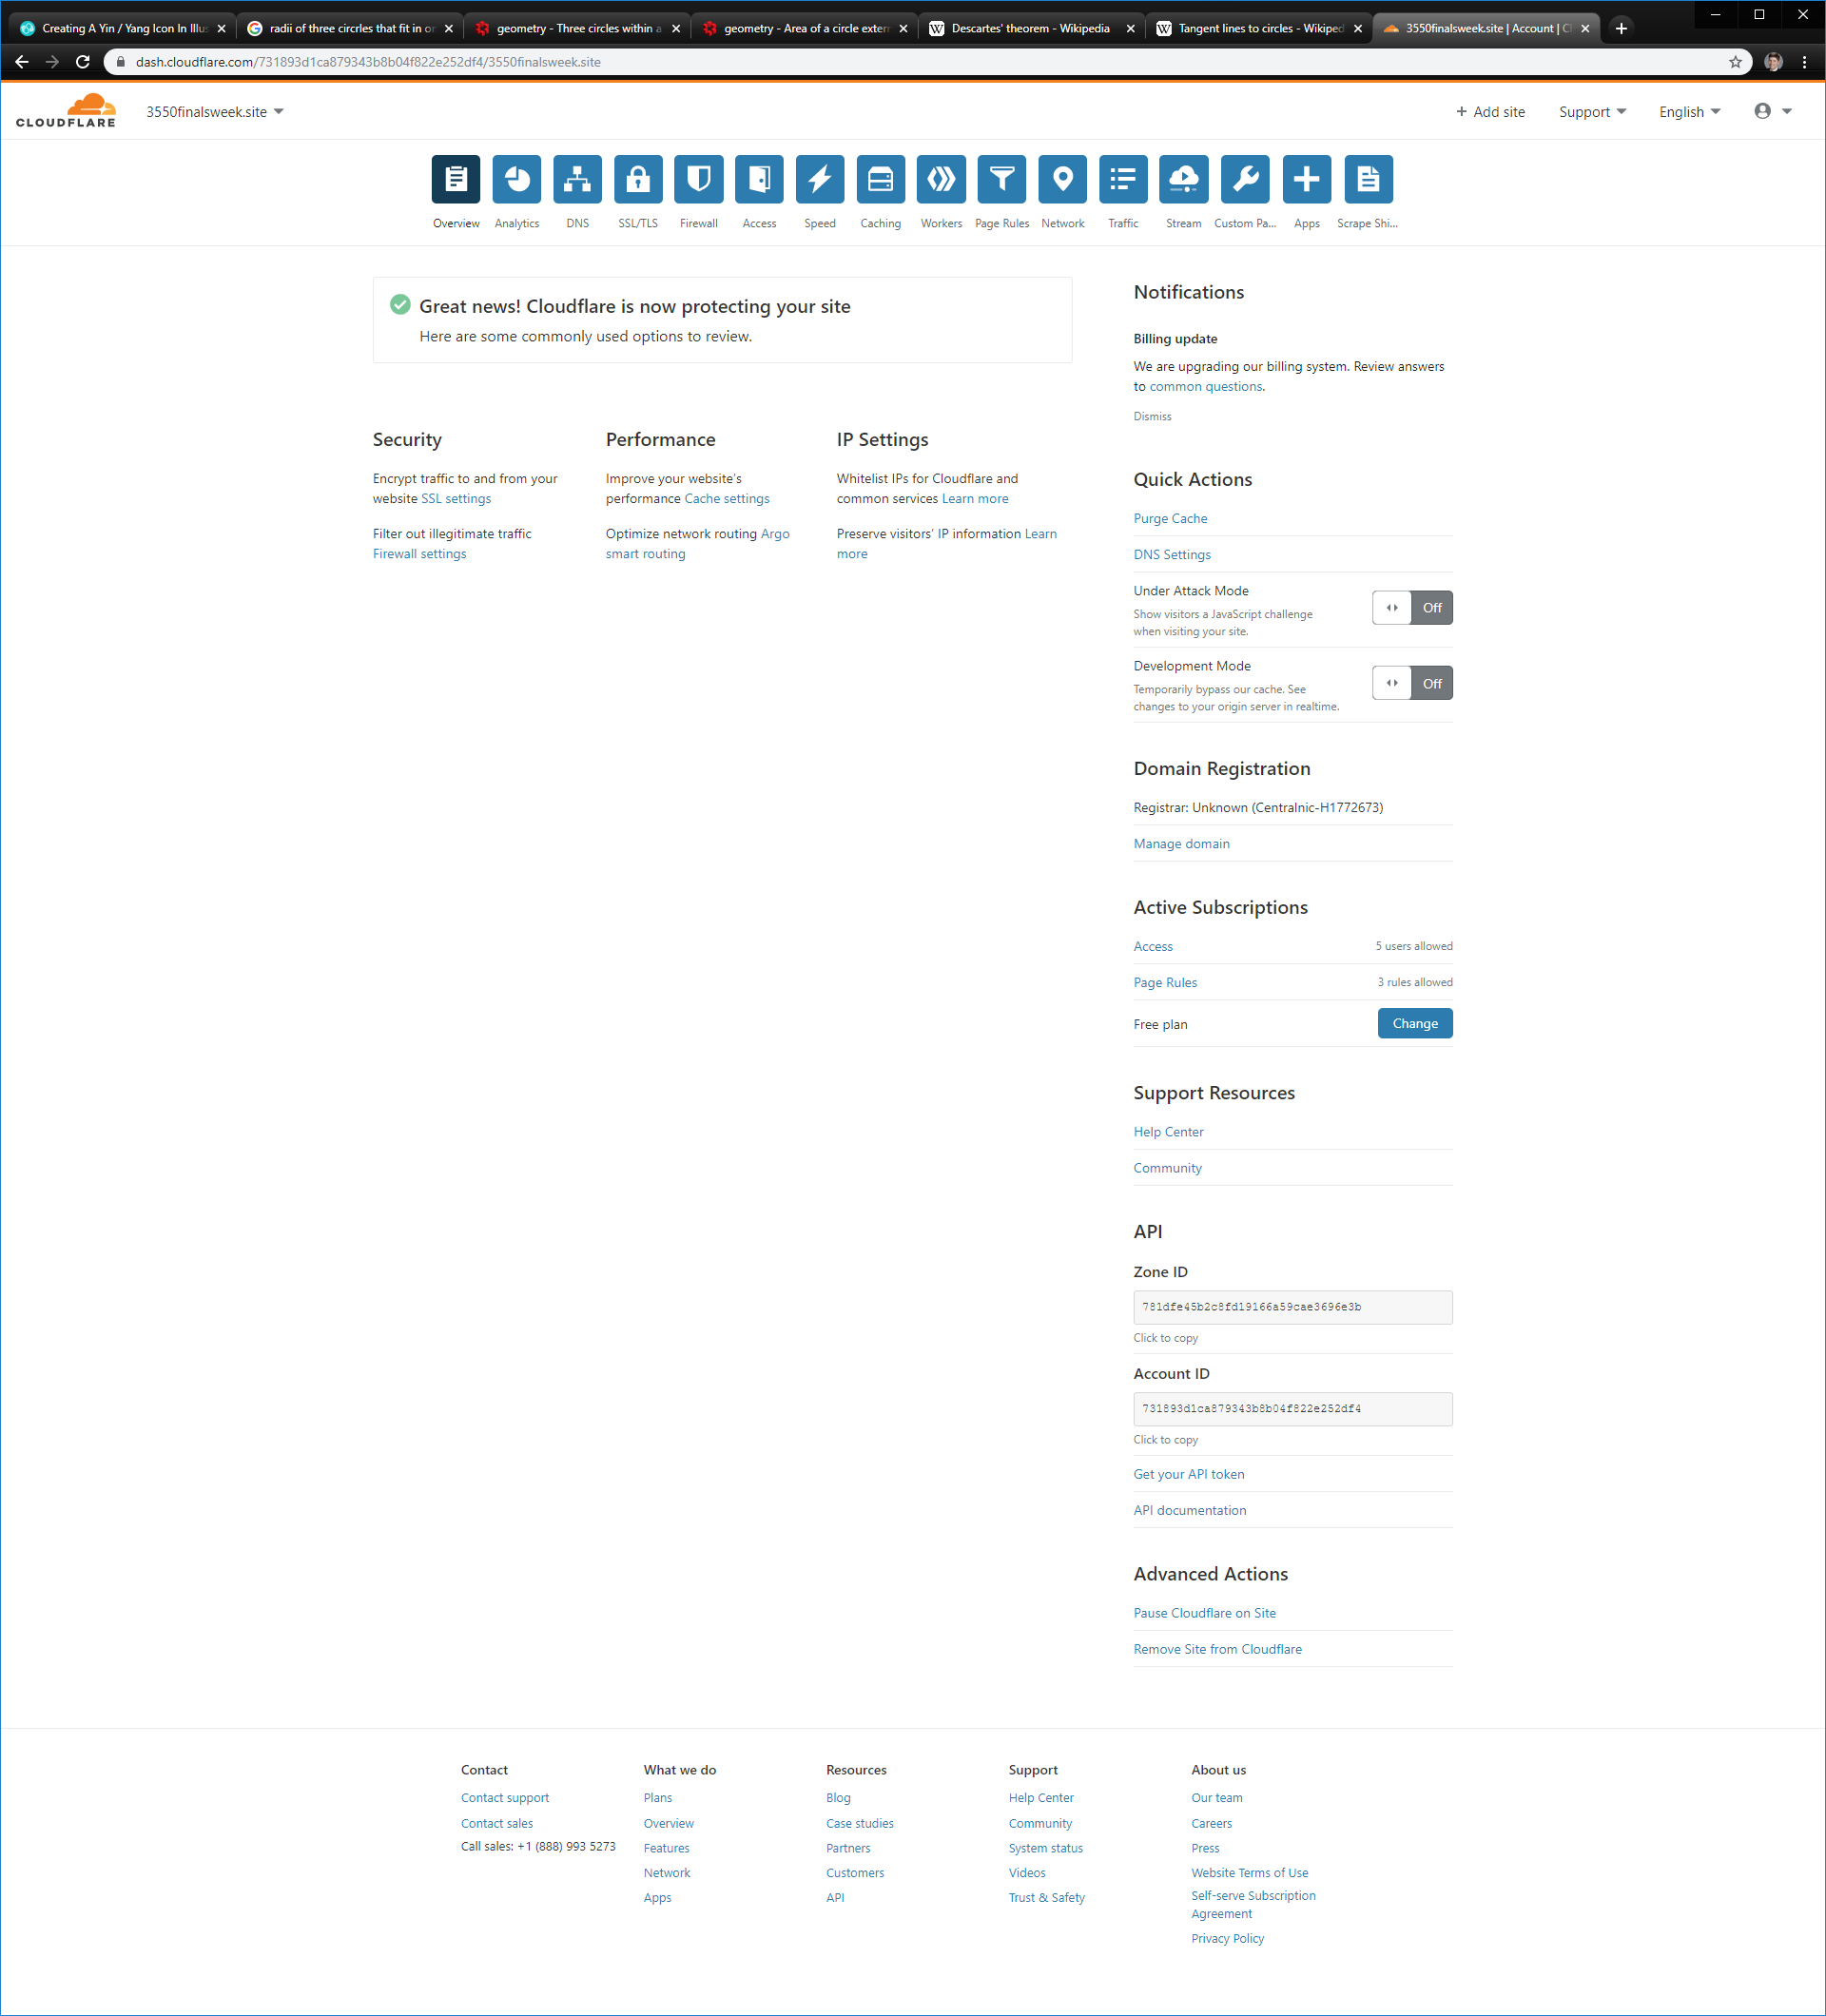 Creating A Yin / Yang Icon In Illus
radii of three circrles that fit in on
geometry - Three circles within a
geometry - Area of a circle extern
Descartes' theorem - Wikipedia
Tangent lines to circles - Wikiped
3550finalsweek.site | Account | Cl
dash.cloudflare.com/731893d1ca879343b8b04f822e252df4/3550finalsweek.site
CLOUDFLARE
3550finalsweek.site
+ Add site
Support
English
Overview
Analytics
DNS
SSL/TLS
Firewall
Access
Speed
Caching
Workers
Page Rules
Network
Traffic
Stream
Custom Pa...
Apps
Scrape Shi...
Great news! Cloudflare is now protecting your site
Here are some commonly used options to review.
Security
Encrypt traffic to and from your
website SSL settings
Filter out illegitimate traffic
Firewall settings
Performance
Improve your website's
performance Cache settings
Optimize network routing Argo
smart routing
IP Settings
Whitelist IPs for Cloudflare and
common services Learn more
Preserve visitors’ IP information Learn
more
Notifications
Billing update
We are upgrading our billing system. Review answers
to common questions.
Dismiss
Quick Actions
Purge Cache
DNS Settings
Under Attack Mode
Show visitors a JavaScript challenge
when visiting your site.
Off
Development Mode
Temporarily bypass our cache. See
changes to your origin server in realtime.
Off
Domain Registration
Registrar: Unknown (Centralnic-H1772673)
Manage domain
Active Subscriptions
Access
5 users allowed
Page Rules
3 rules allowed
Free plan
Change
Support Resources
Help Center
Community
API
Zone ID
781dfe45b2c8fd19166a59cae3696e3b
Click to copy
Account ID
731893d1ca879343b8b04f822e252df4
Click to copy
Get your API token
API documentation
Advanced Actions
Pause Cloudflare on Site
Remove Site from Cloudflare
Contact
Contact support
Contact sales
Call sales: +1 (888) 993 5273
What we do
Plans
Overview
Features
Network
Apps
Resources
Blog
Case studies
Partners
Customers
API
Support
Help Center
Community
System status
Videos
Trust & Safety
About us
Our team
Careers
Press
Website Terms of Use
Self-serve Subscription
Agreement
Privacy Policy